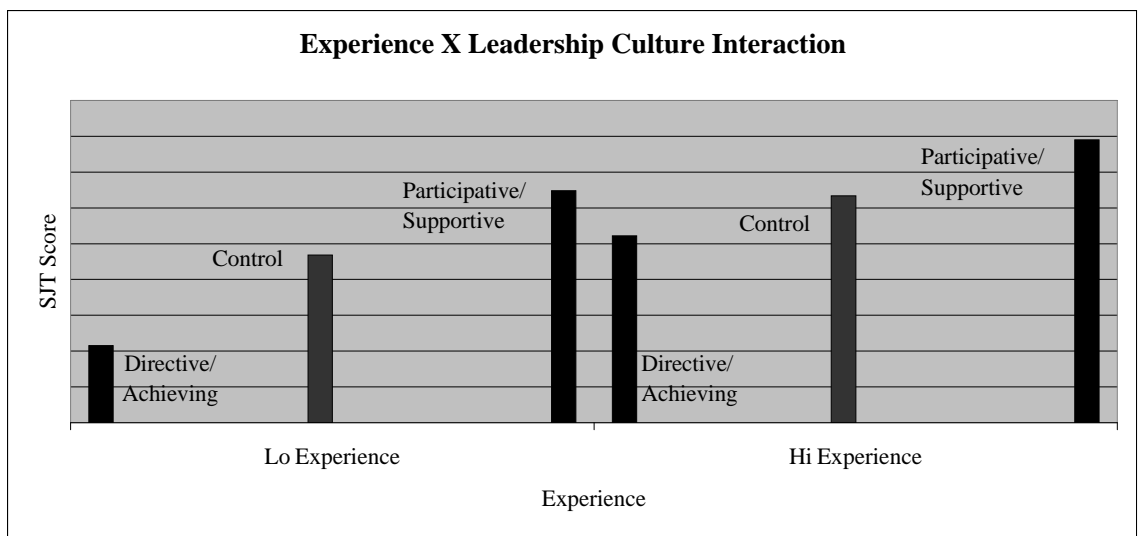 Experience X Leadership Culture Interaction
SJT Score
Directive/
Achieving
Control
Participative/
Supportive
Directive/
Achieving
Control
Participative/
Supportive
Lo Experience
Hi Experience
Experience